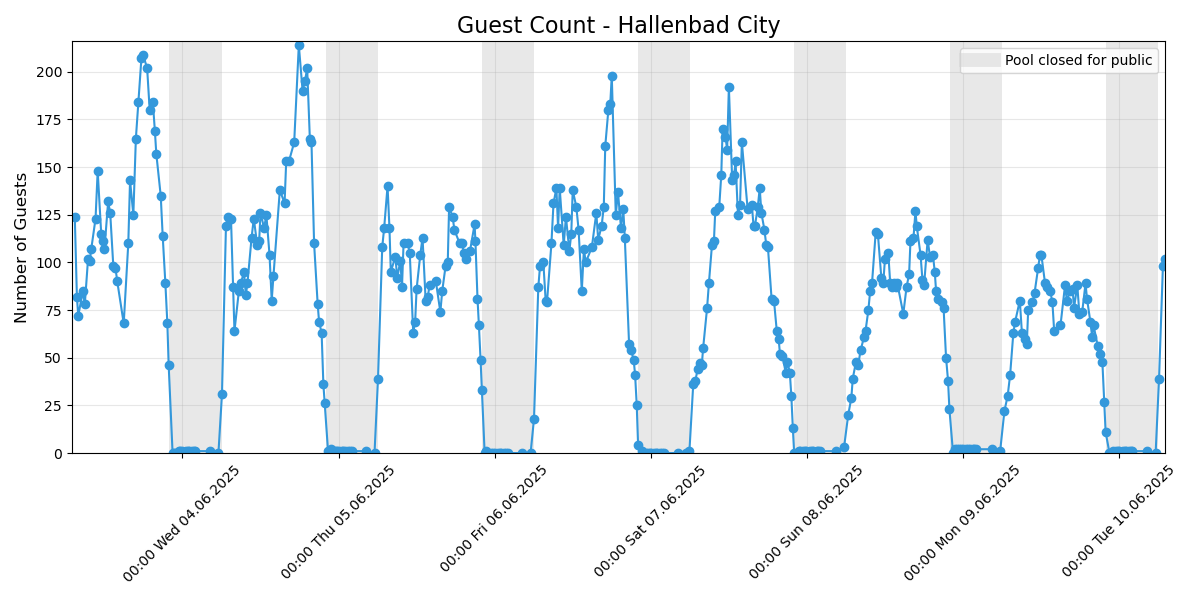 Guest Count - Hallenbad City
Pool closed for public
Number of Guests
200
175
150
125
100
75
50
25
0
00:00 Wed 04.06.2025
00:00 Thu 05.06.2025
00:00 Fri 06.06.2025
00:00 Sat 07.06.2025
00:00 Sun 08.06.2025
00:00 Mon 09.06.2025
00:00 Tue 10.06.2025